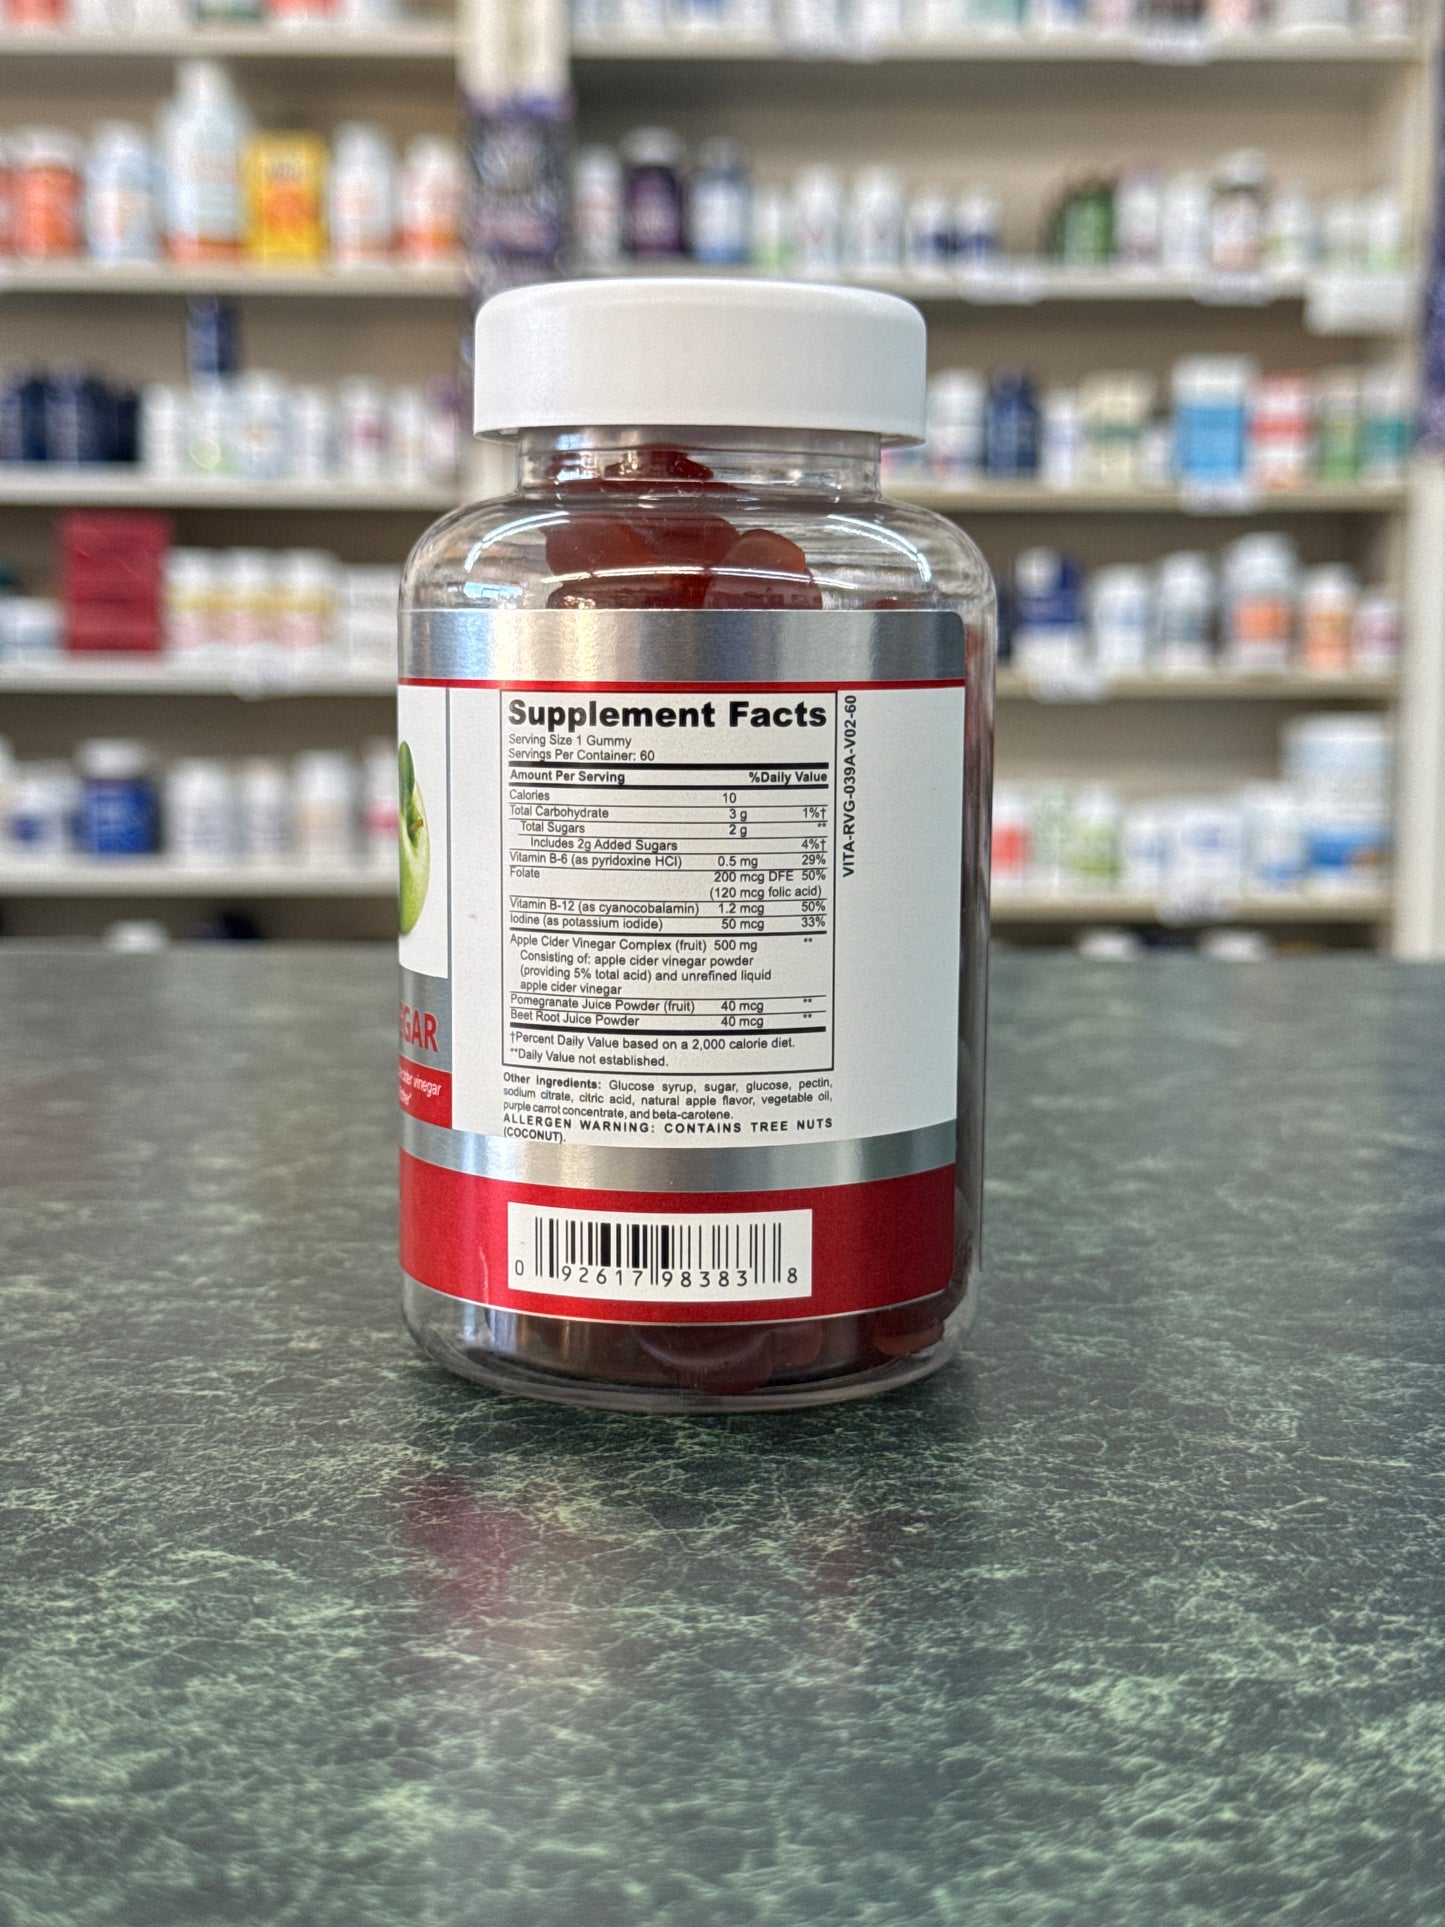 Supplement Facts
Serving Size 1 Gummy
Servings Per Container: 60
Amount Per Serving %Daily Value
Calories 10
Total Carbohydrate 3 g 1%†
Total Sugars 2 g **
Includes 2g Added Sugars 4%†
Vitamin B-6 (as pyridoxine HCl) 0.5 mg 29%
Folate 200 mcg DFE 50%
(120 mcg folic acid)
Vitamin B-12 (as cyanocobalamin) 1.2 mcg 50%
Iodine (as potassium iodide) 50 mcg 33%
Apple Cider Vinegar Complex (fruit) 500 mg **
Consisting of: apple cider vinegar powder
(providing 5% total acid) and unrefined liquid
apple cider vinegar
Pomegranate Juice Powder (fruit) 40 mcg **
Beet Root Juice Powder 40 mcg **
†Percent Daily Value based on a 2,000 calorie diet.
**Daily Value not established.
Other ingredients: Glucose syrup, sugar, glucose, pectin,
sodium citrate, citric acid, natural apple flavor, vegetable oil,
purple carrot concentrate, and beta-carotene.
ALLERGEN WARNING: CONTAINS TREE NUTS
(COCONUT).
VITA-RVG-039A-V02-60
GAR
cider vinegar
0 92617 98383 8